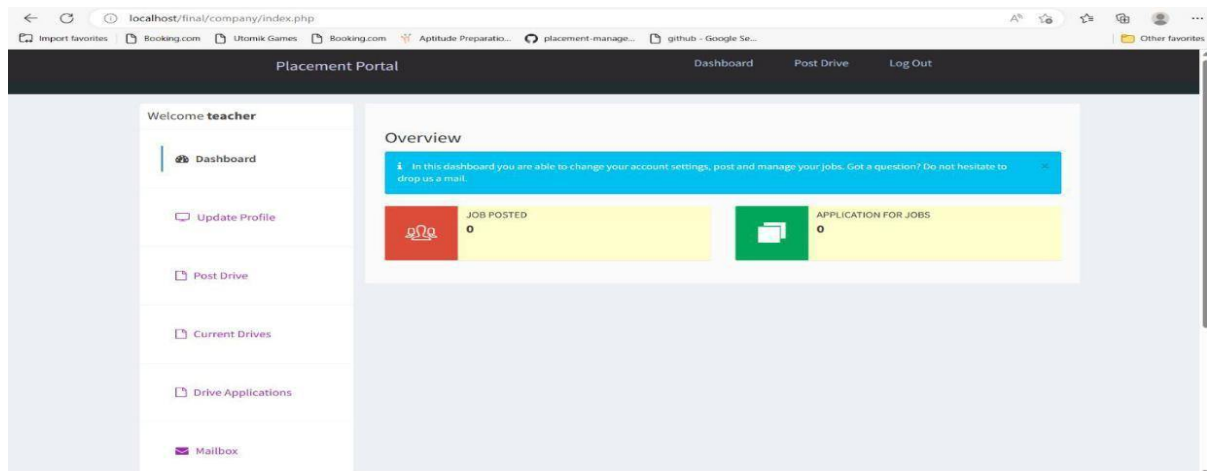 localhost/final/company/index.php
Import favorites Booking.com Utomik Games Booking.com Aptitude Preparatio... placement-manage... github - Google Se... Other favorites
Placement Portal Dashboard Post Drive Log Out
Welcome teacher
Dashboard
Update Profile
Post Drive
Current Drives
Drive Applications
Mailbox
Overview
In this dashboard you are able to change your account settings, post and manage your jobs. Got a question? Do not hesitate to
drop us a mail.
JOB POSTED
0
APPLICATION FOR JOBS
0